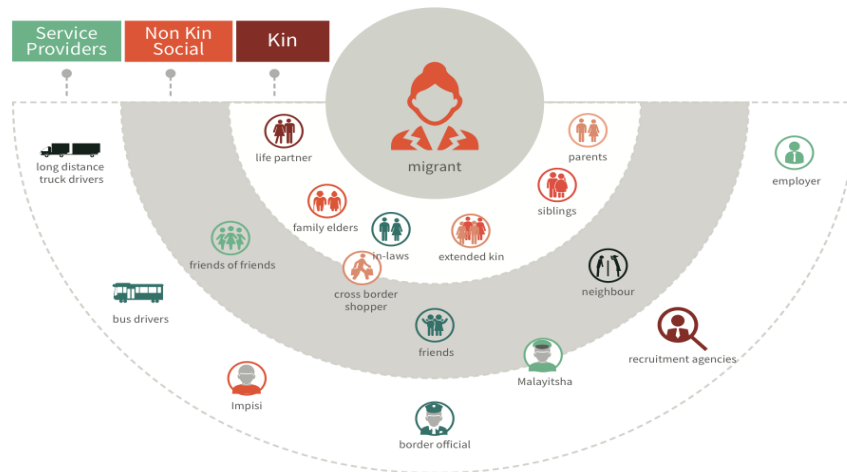 Service
Providers
Non Kin
Social
Kin
migrant
life partner
parents
long distance
truck drivers
employer
siblings
family elders
in-laws
extended kin
friends of friends
cross border
shopper
neighbour
bus drivers
friends
recruitment agencies
Malayitsha
Impisi
border official